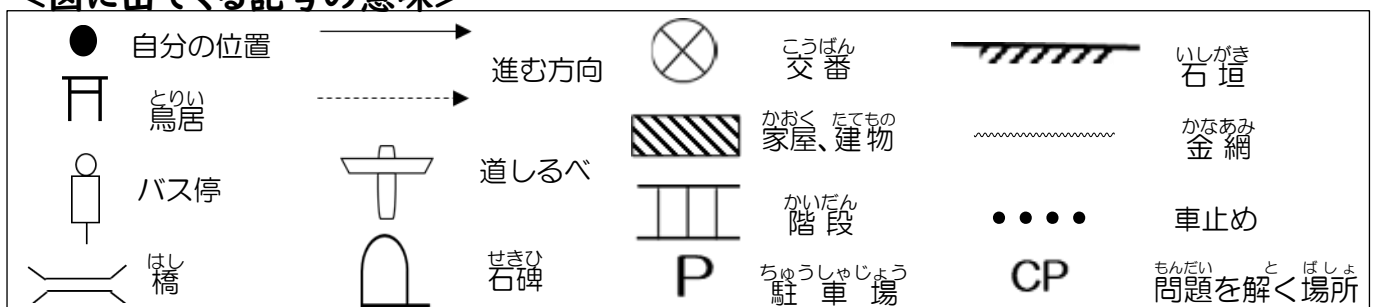 <図に出てくる記号の意味>
自分の位置
進む方向
こうばん
交番
いしがき
石垣
とりい
鳥居
かおく たてもの
家屋、建物
かなあみ
金網
バス停
道しるべ
かいだん
階段
車止め
はし
橋
せきひ
石碑
P
ちゅうしゃじょう
駐車場
CP
もんだい と ばしょ
問題を解く場所